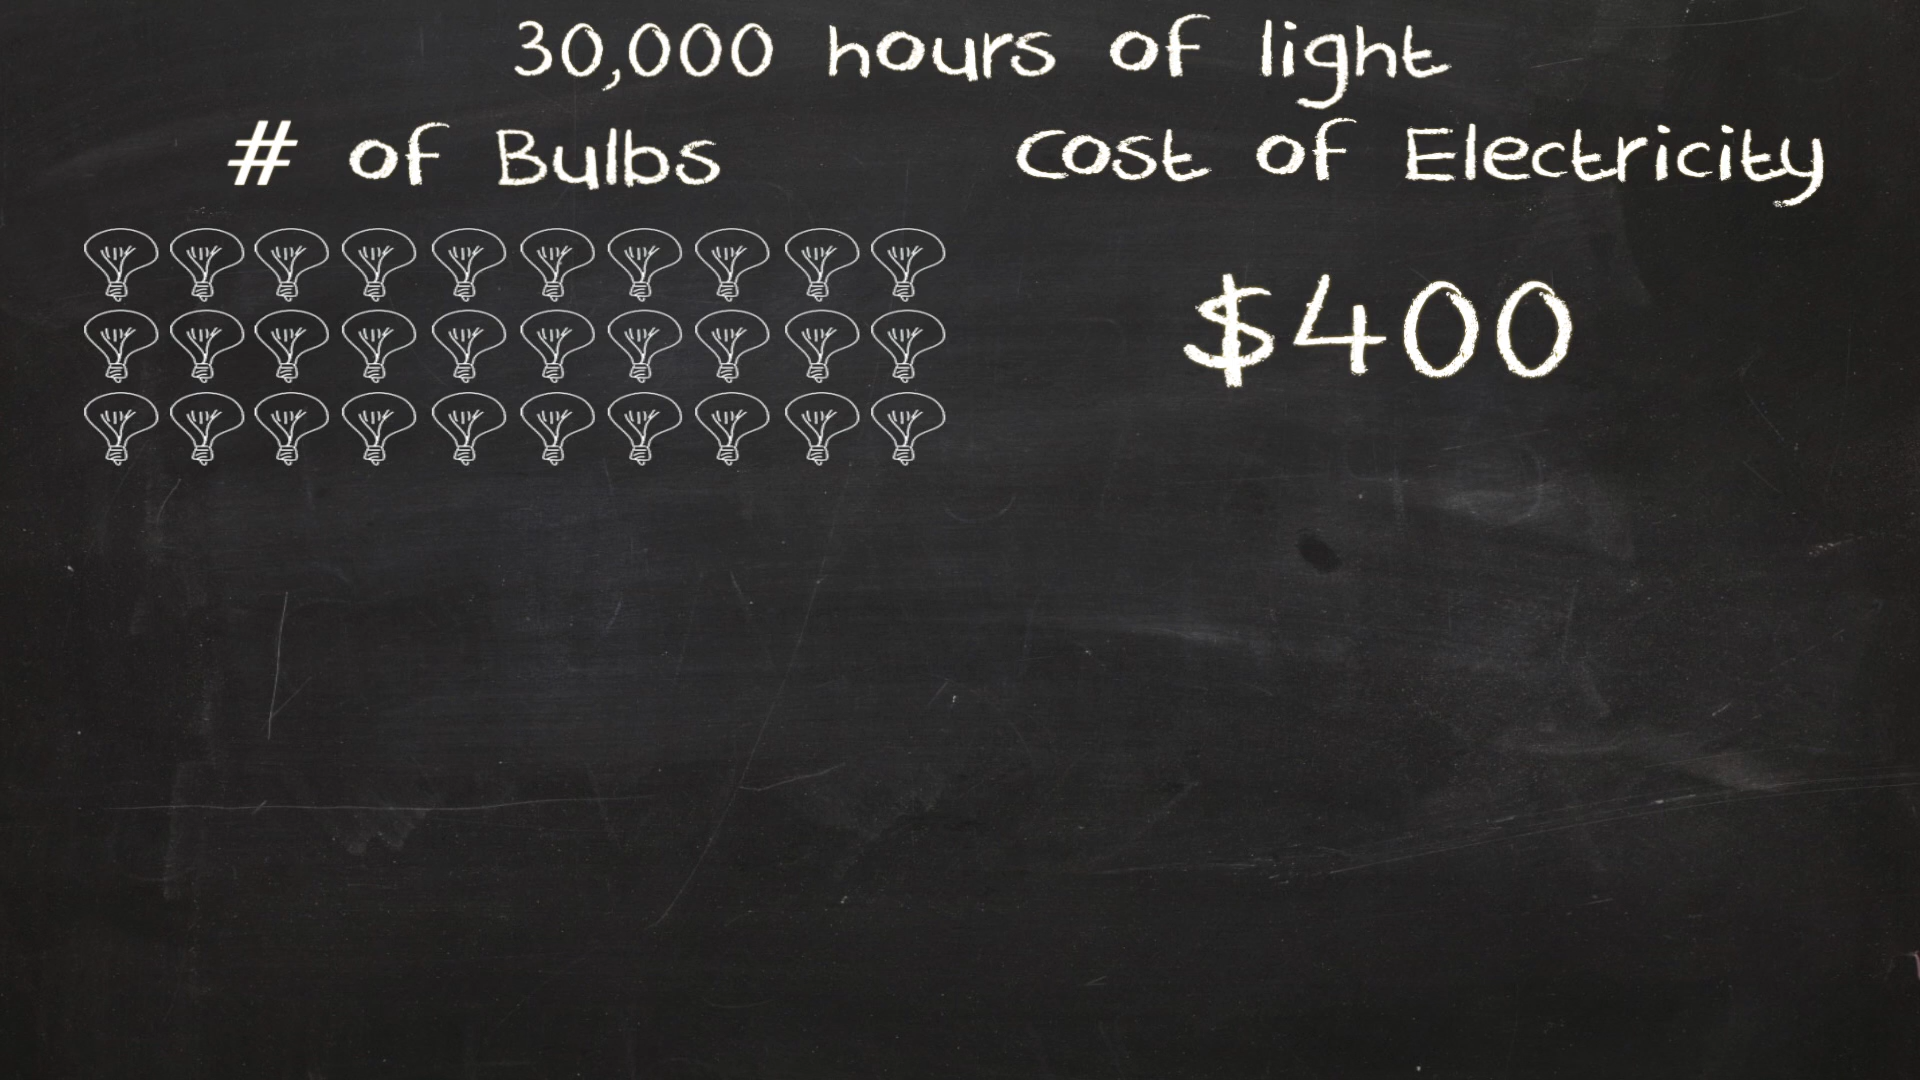 30,000 hours of light
# of Bulbs
Cost of Electricity
$400